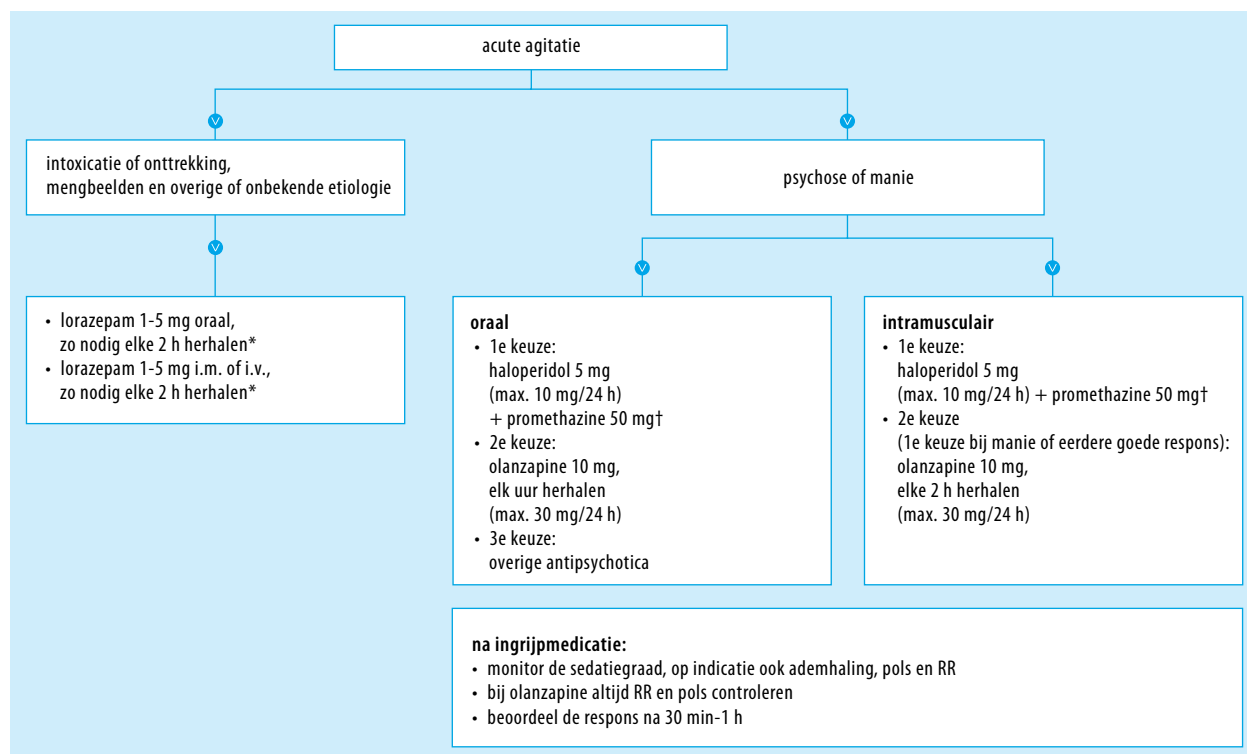 acute agitatie
intoxicatie of onttrekking,
mengbeelden en overige of onbekende etiologie
psychose of manie
• lorazepam 1-5 mg oraal,
zo nodig elke 2 h herhalen*
• lorazepam 1-5 mg i.m. of i.v.,
zo nodig elke 2 h herhalen*
oraal
• 1e keuze:
haloperidol 5 mg
(max. 10 mg/24 h)
+ promethazine 50 mg†
• 2e keuze:
olanzapine 10 mg,
elk uur herhalen
(max. 30 mg/24 h)
• 3e keuze:
overige antipsychotica
intramusculair
• 1e keuze:
haloperidol 5 mg
(max. 10 mg/24 h) + promethazine 50 mg†
• 2e keuze
(1e keuze bij manie of eerdere goede respons):
olanzapine 10 mg,
elke 2 h herhalen
(max. 30 mg/24 h)
na ingrijpmedicatie:
• monitor de sedatiegraad, op indicatie ook ademhaling, pols en RR
• bij olanzapine altijd RR en pols controleren
• beoordeel de respons na 30 min-1 h